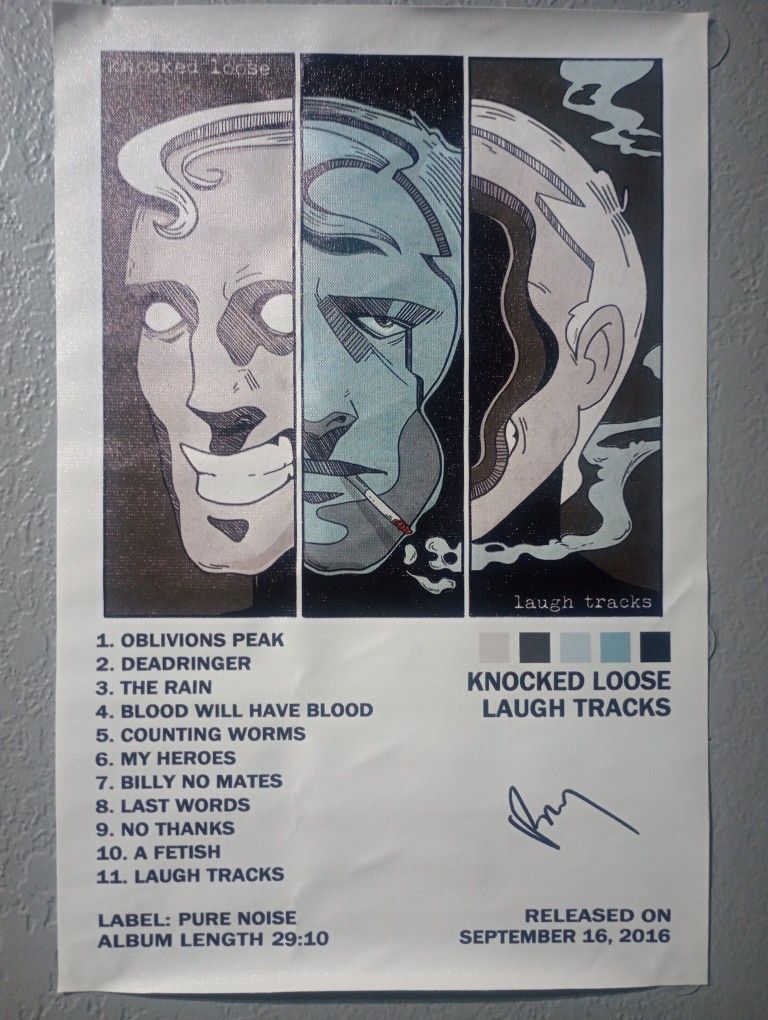 knocked loose
laugh tracks
1. OBLIVIONS PEAK
2. DEADRINGER
3. THE RAIN
4. BLOOD WILL HAVE BLOOD
5. COUNTING WORMS
6. MY HEROES
7. BILLY NO MATES
8. LAST WORDS
9. NO THANKS
10. A FETISH
11. LAUGH TRACKS
KNOCKED LOOSE
LAUGH TRACKS
LABEL: PURE NOISE
ALBUM LENGTH 29:10
RELEASED ON
SEPTEMBER 16, 2016